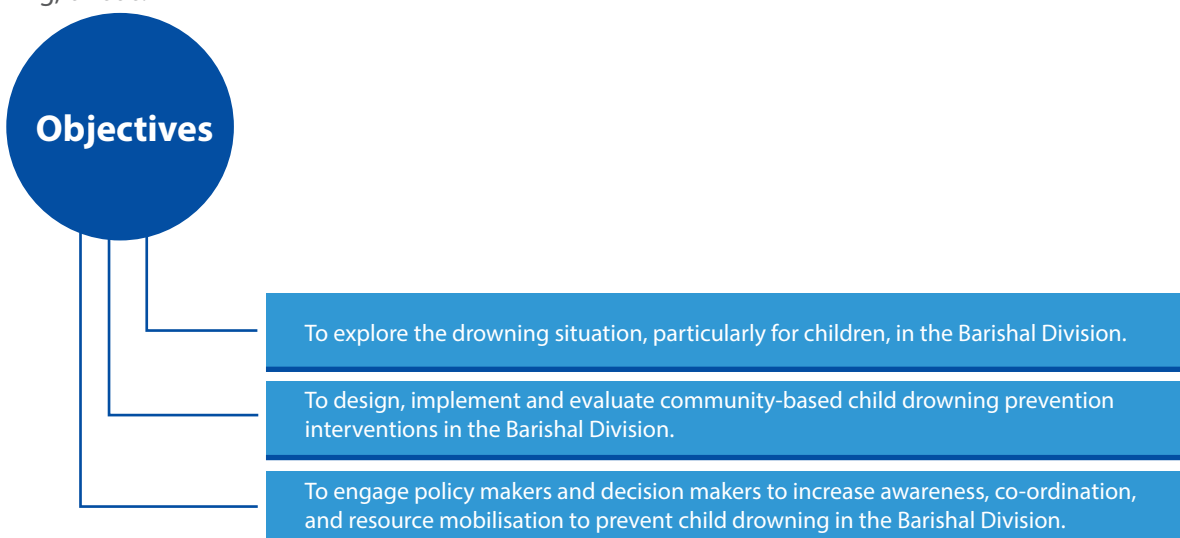 Objectives
To explore the drowning situation, particularly for children, in the Barishal Division.
To design, implement and evaluate community-based child drowning prevention
interventions in the Barishal Division.
To engage policy makers and decision makers to increase awareness, co-ordination,
and resource mobilisation to prevent child drowning in the Barishal Division.